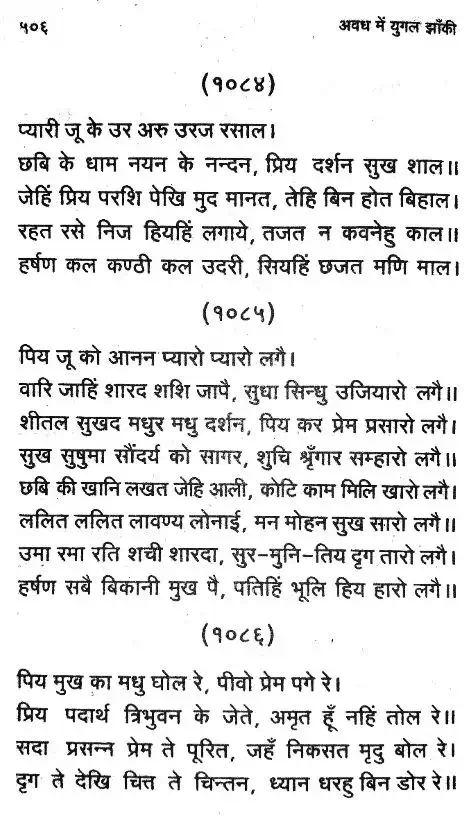 ५०६ अवध में युगल झाँकी
(१०८४)
प्यारी जू के उर अरु उरज रसाल।
छबि के धाम नयन के नन्दन, प्रिय दर्शन सुख शाल॥
जेहिं प्रिय परशि पेखि मुद मानत, तेहि बिन होत बिहाल।
रहत रसे निज हियहिं लगाये, तजत न कवनेहु काल॥
हर्षण कल कण्ठी कल उदरी, सियहिं छजत मणि माल।
(१०८५)
पिय जू को आनन प्यारो प्यारो लगै।
वारि जाहिं शारद शशि जापै, सुधा सिन्धु उजियारो लगै॥
शीतल सुखद मधुर मधु दर्शन, पिय कर प्रेम प्रसारो लगै।
सुख सुषुमा सौंदर्य को सागर, शुचि श्रृँगार सम्हारो लगै॥
छबि की खानि लखत जेहि आली, कोटि काम मिलि खारो लगै।
ललित ललित लावण्य लोनाई, मन मोहन सुख सारो लगै॥
उमा रमा रति शची शारदा, सुर-मुनि-तिय दृग तारो लगै।
हर्षण सबै बिकानी मुख पै, पतिहिं भूलि हिय हारो लगै॥
(१०८६)
पिय मुख का मधु घोल रे, पीवो प्रेम पगे रे।
प्रिय पदार्थ त्रिभुवन के जेते, अमृत हूँ नहिं तोल रे॥
सदा प्रसन्न प्रेम ते पूरित, जहँ निकसत मृदु बोल रे।
दृग ते देखि चित्त ते चिन्तन, ध्यान धरहु बिन डोर रे॥